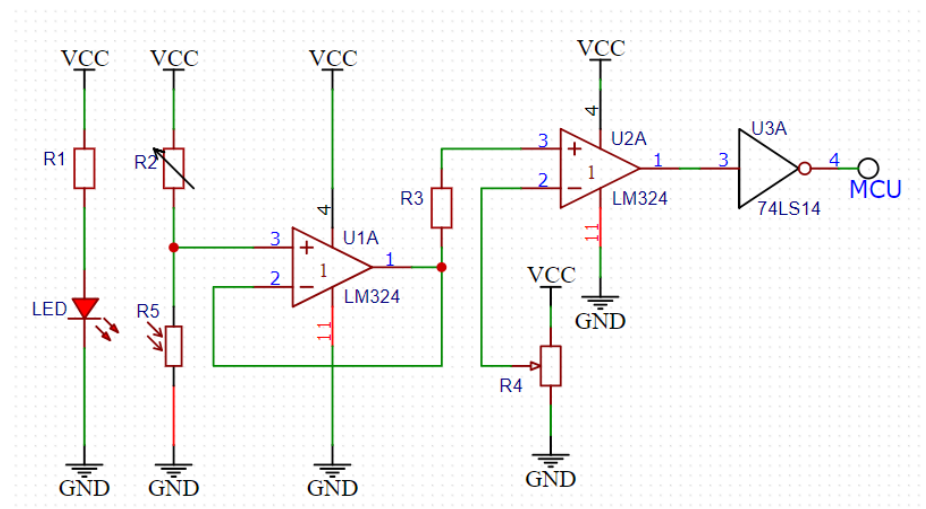 VCC
VCC
VCC
VCC
R1
R2
4
3
2
+
−
1
U1A
1
LM324
11
R3
4
3
2
+
−
1
U2A
1
LM324
11
GND
U3A
3
4
74LS14
MCU
LED
R5
VCC
R4
GND
GND
GND
GND